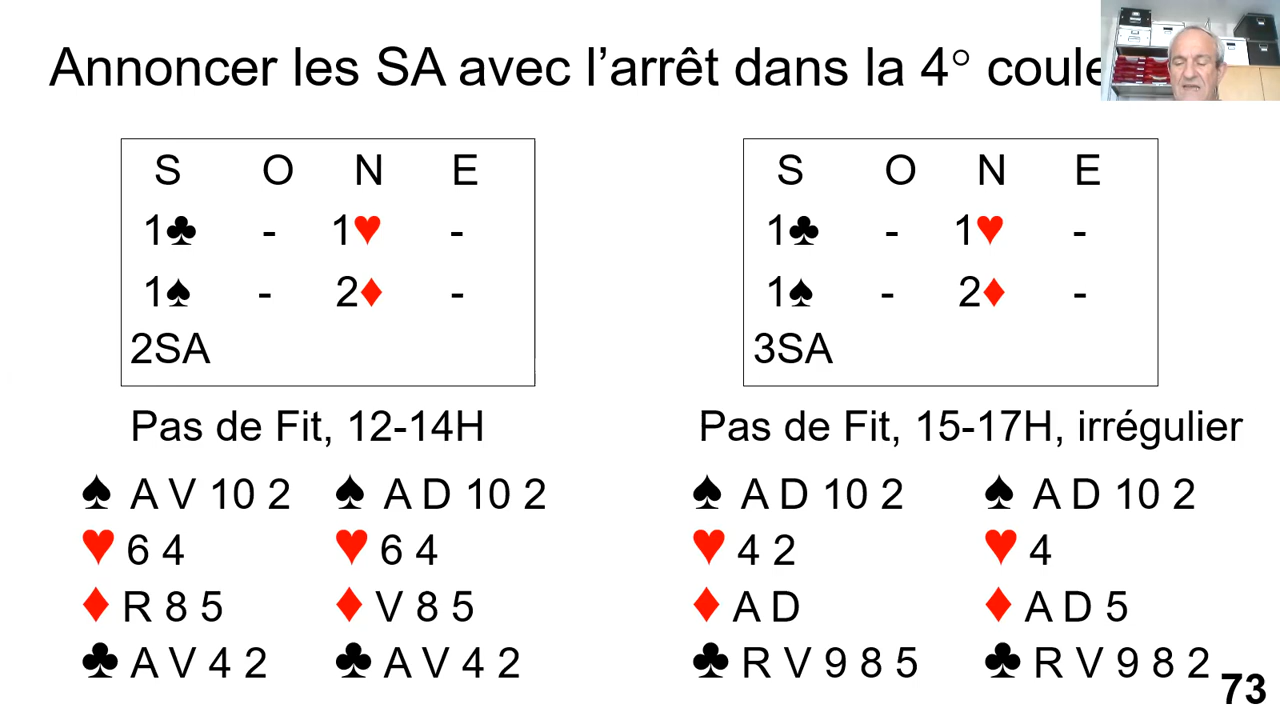 Annoncer les SA avec l’arrêt dans la 4° coule
S O N E
1♣ - 1♥ -
1♠ - 2♦ -
2SA
Pas de Fit, 12-14H
♠ A V 10 2 ♠ A D 10 2
♥ 6 4 ♥ 6 4
♦ R 8 5 ♦ V 8 5
♣ A V 4 2 ♣ A V 4 2
S O N E
1♣ - 1♥ -
1♠ - 2♦ -
3SA
Pas de Fit, 15-17H, irrégulier
♠ A D 10 2 ♠ A D 10 2
♥ 4 2 ♥ 4
♦ A D ♦ A D 5
♣ R V 9 8 5 ♣ R V 9 8 2
73